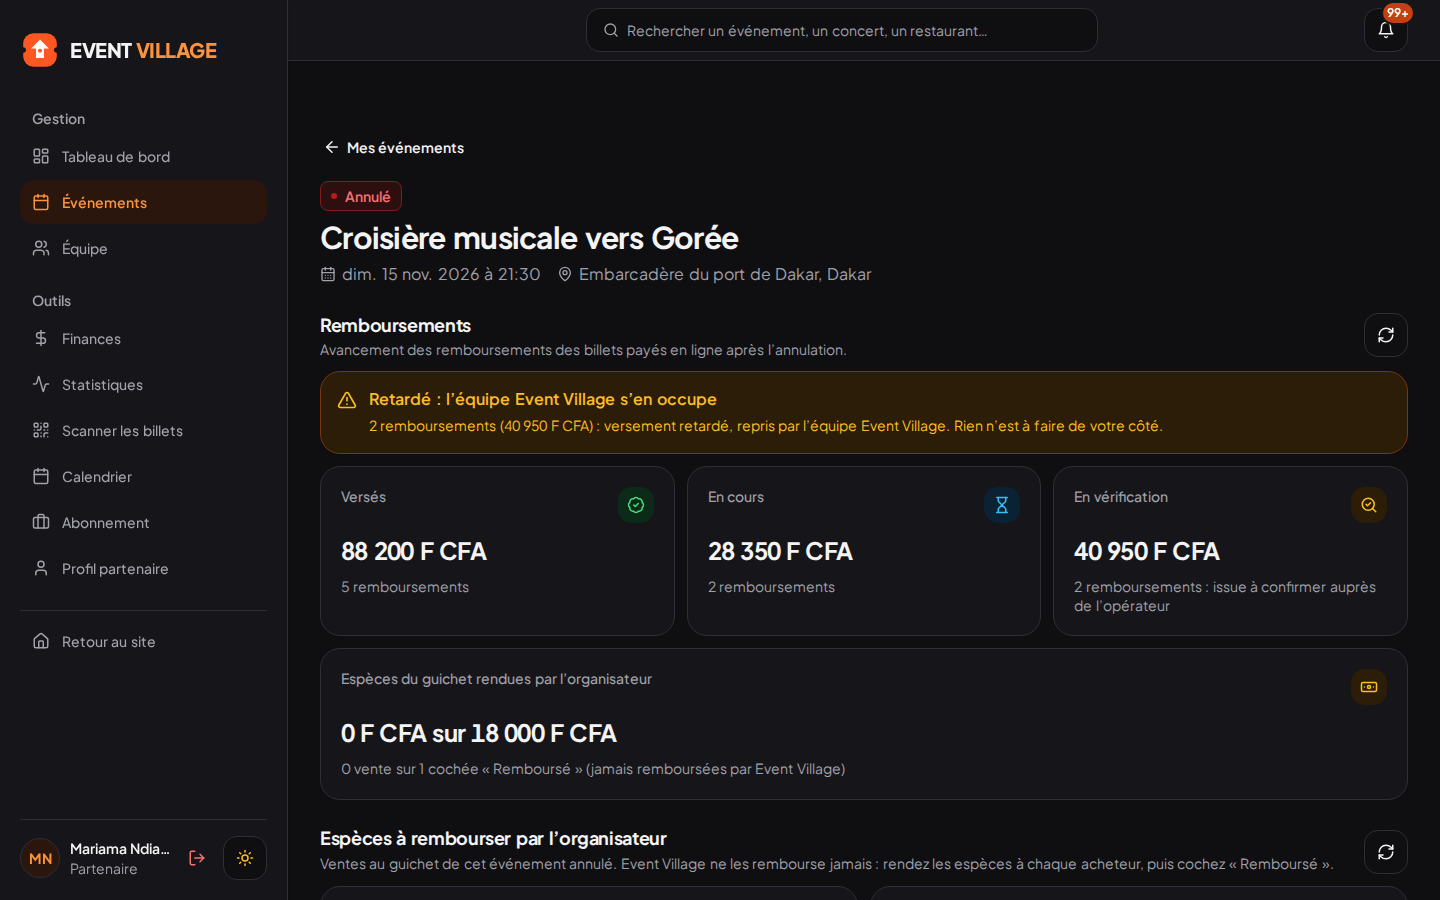 EVENT VILLAGE
Rechercher un événement, un concert, un restaurant…
99+
Gestion
Tableau de bord
Événements
Équipe
Outils
Finances
Statistiques
Scanner les billets
Calendrier
Abonnement
Profil partenaire
Retour au site
MN
Mariama Ndia…
Partenaire
Mes événements
Annulé
Croisière musicale vers Gorée
dim. 15 nov. 2026 à 21:30
Embarcadère du port de Dakar, Dakar
Remboursements
Avancement des remboursements des billets payés en ligne après l’annulation.
Retardé : l’équipe Event Village s’en occupe
2 remboursements (40 950 F CFA) : versement retardé, repris par l’équipe Event Village. Rien n’est à faire de votre côté.
Versés
88 200 F CFA
5 remboursements
En cours
28 350 F CFA
2 remboursements
En vérification
40 950 F CFA
2 remboursements : issue à confirmer auprès
de l’opérateur
Espèces du guichet rendues par l’organisateur
0 F CFA sur 18 000 F CFA
0 vente sur 1 cochée « Remboursé » (jamais remboursées par Event Village)
Espèces à rembourser par l’organisateur
Ventes au guichet de cet événement annulé. Event Village ne les rembourse jamais : rendez les espèces à chaque acheteur, puis cochez « Remboursé ».